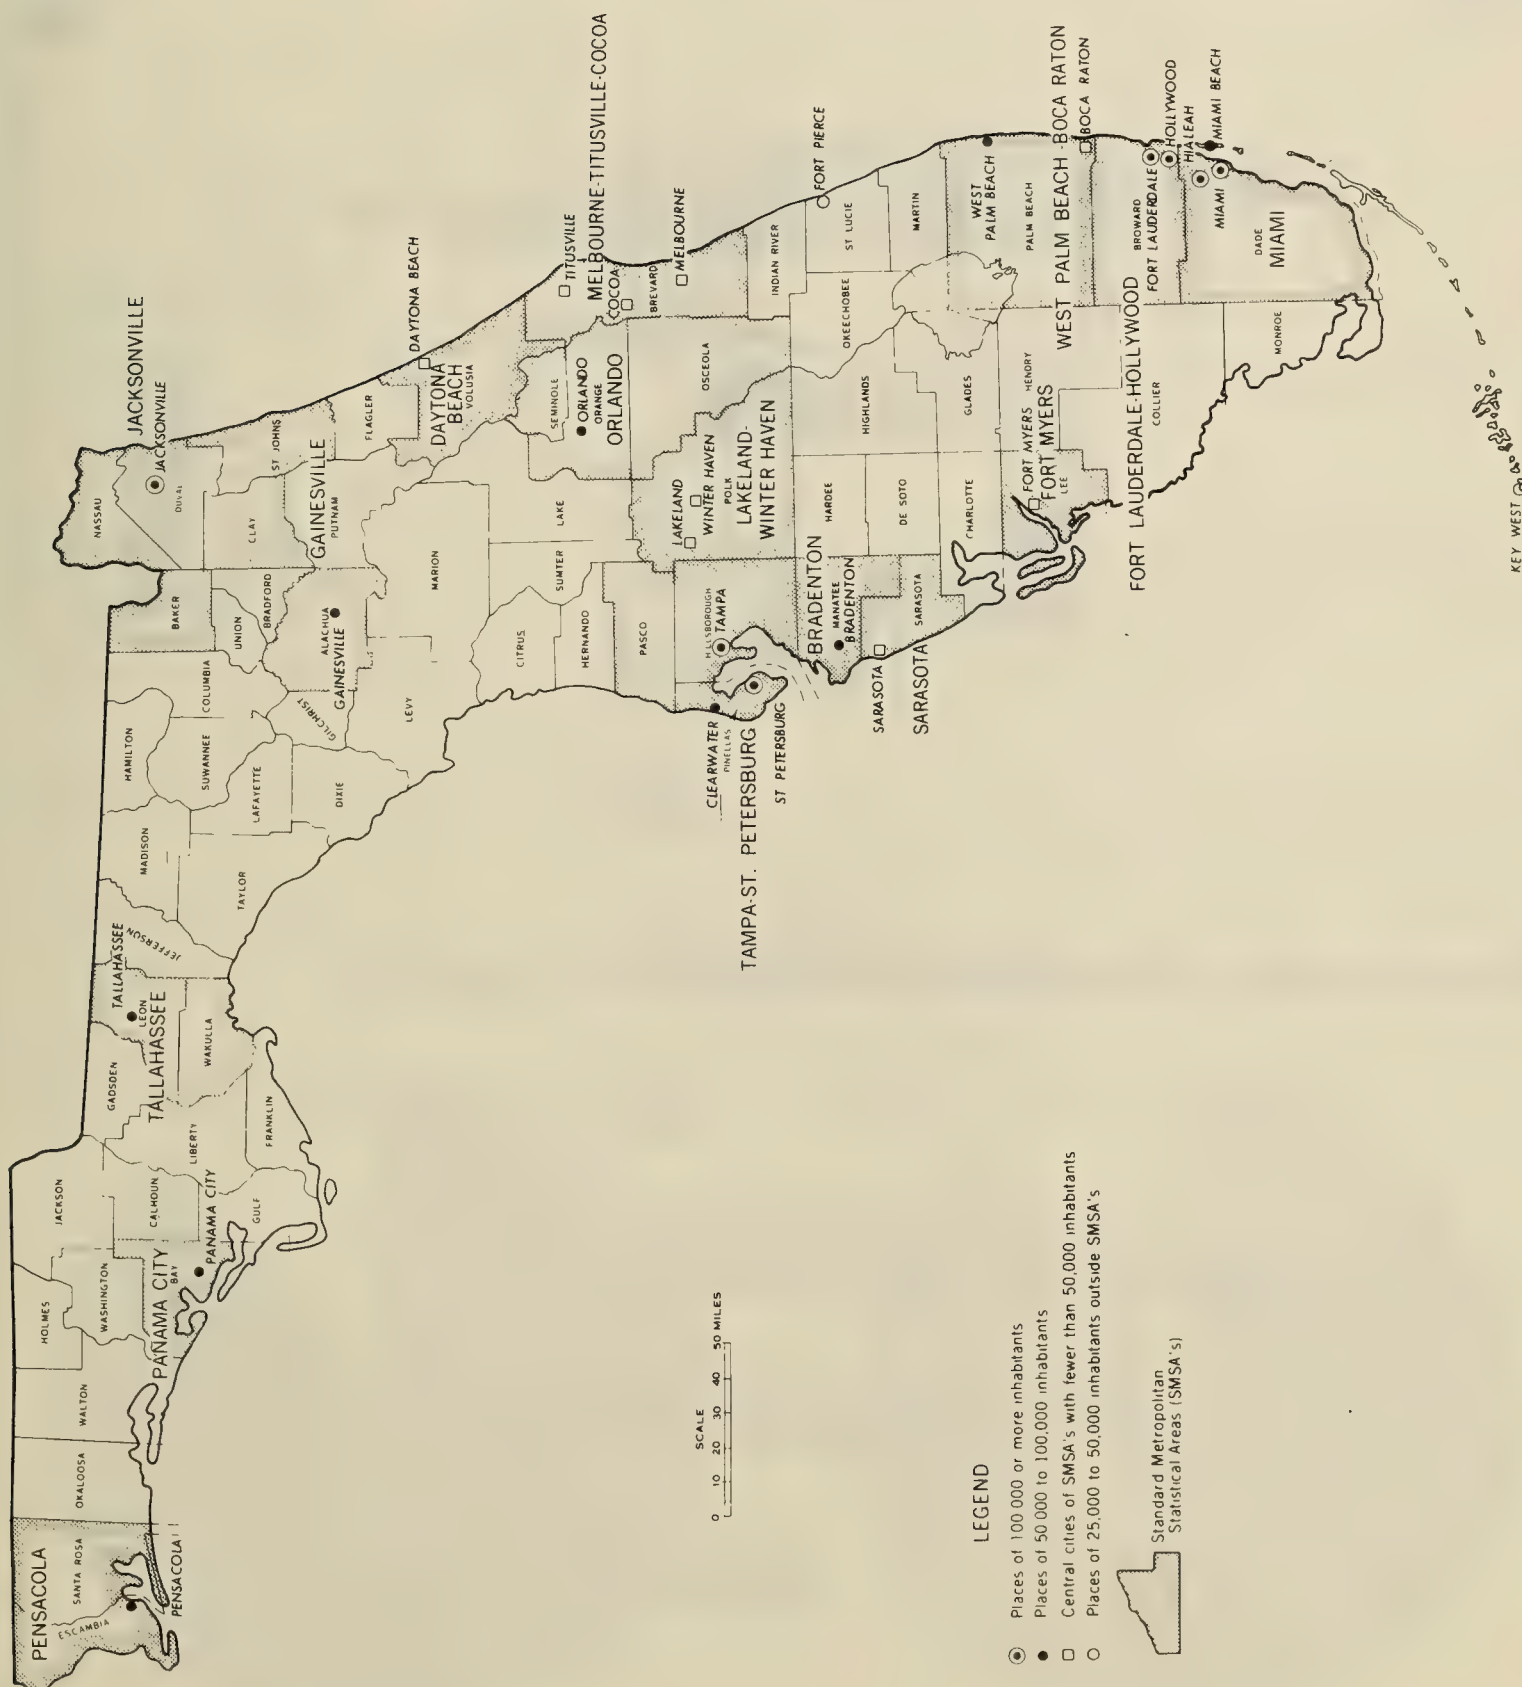 PENSACOLA
SANTA ROSA
ESCAMBIA
PENSACOLA
OKALOOSA
WALTON
HOLMES
WASHINGTON
JACKSON
PANAMA CITY
BAY
PANAMA CITY
CALHOUN
GULF
LIBERTY
FRANKLIN
GADSDEN
TALLAHASSEE
LEON
TALLAHASSEE
WAKULLA
JEFFERSON
MADISON
TAYLOR
HAMILTON
SUWANNEE
LAFAYETTE
DIXIE
COLUMBIA
GILCHRIST
LEVY
BAKER
UNION
BRADFORD
ALACHUA
GAINESVILLE
GAINESVILLE
PUTNAM
NASSAU
JACKSONVILLE
JACKSONVILLE
DUVAL
CLAY
ST JOHNS
FLAGLER
MARION
DAYTONA BEACH
DAYTONA
BEACH
VOLUSIA
CITRUS
SUMTER
LAKE
HERNANDO
PASCO
SEMINOLE
ORLANDO
ORANGE
ORLANDO
OSCEOLA
TITUSVILLE
MELBOURNE-TITUSVILLE-COCOA
COCOA
BREVARD
MELBOURNE
HILLSBOROUGH
TAMPA
CLEARWATER
PINELLAS
TAMPA-ST. PETERSBURG
ST PETERSBURG
LAKELAND
WINTER HAVEN
POLK
LAKELAND-
WINTER HAVEN
INDIAN RIVER
FORT PIERCE
ST LUCIE
OKEECHOBEE
MARTIN
HIGHLANDS
HARDEE
DE SOTO
BRADENTON
MANATEE
BRADENTON
SARASOTA
SARASOTA
SARASOTA
CHARLOTTE
GLADES
FORT MYERS
FORT MYERS
LEE
HENDRY
WEST
PALM BEACH
PALM BEACH
WEST PALM BEACH-BOCA RATON
BOCA RATON
BROWARD
FORT LAUDERDALE
FORT LAUDERDALE-HOLLYWOOD
HOLLYWOOD
HIALEAH
MIAMI BEACH
MIAMI
DADE
MIAMI
COLLIER
MONROE
KEY WEST
SCALE
0 10 20 30 40 50 MILES
LEGEND
Places of 100 000 or more inhabitants
Places of 50 000 to 100,000 inhabitants
Central cities of SMSA's with fewer than 50,000 inhabitants
Places of 25,000 to 50,000 inhabitants outside SMSA's
Standard Metropolitan
Statistical Areas (SMSA's)